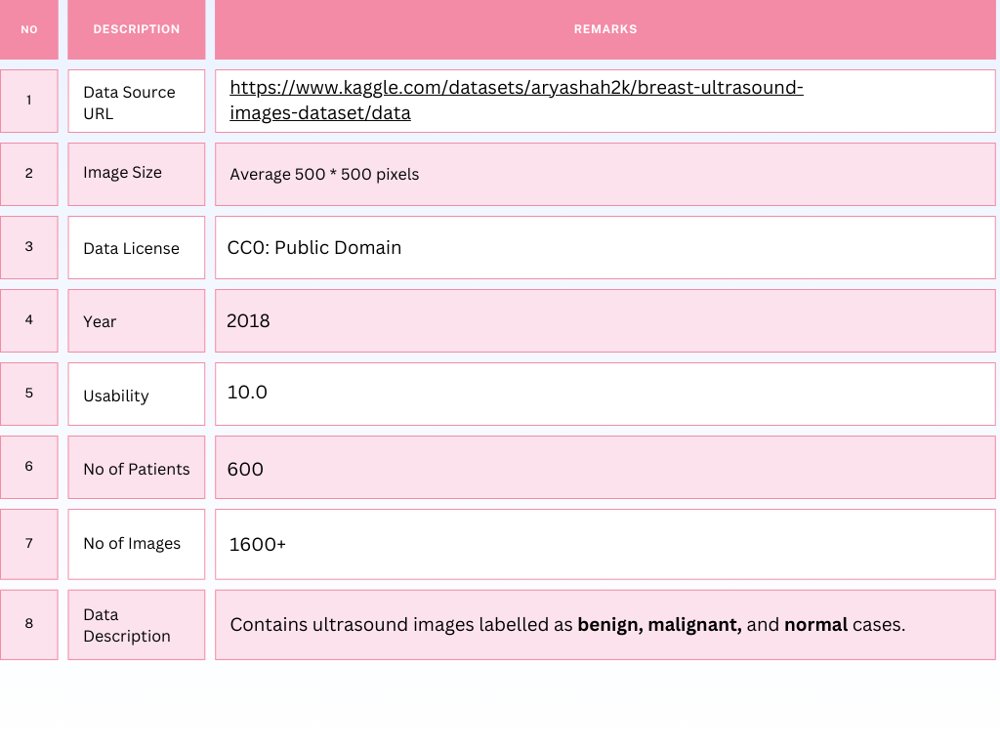 NO DESCRIPTION REMARKS
1 Data Source URL https://www.kaggle.com/datasets/aryashah2k/breast-ultrasound-images-dataset/data
2 Image Size Average 500 * 500 pixels
3 Data License CC0: Public Domain
4 Year 2018
5 Usability 10.0
6 No of Patients 600
7 No of Images 1600+
8 Data Description Contains ultrasound images labelled as benign, malignant, and normal cases.